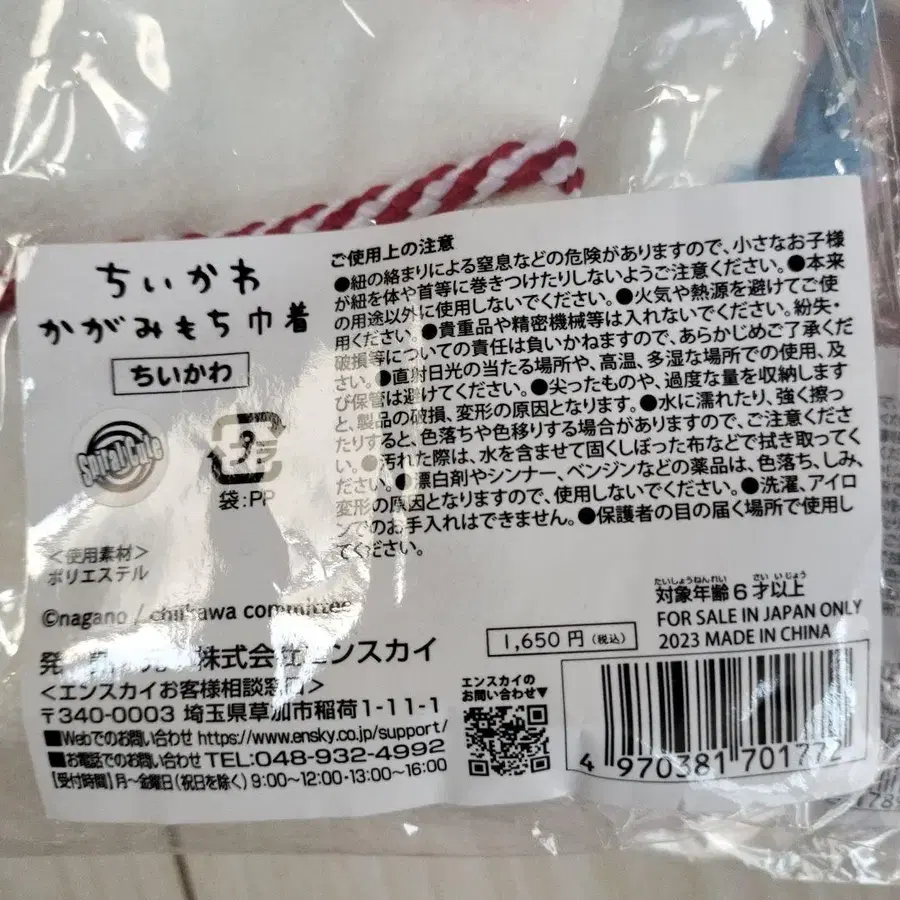 ちいかわ
かがみもち巾着
ちいかわ
Spiral Cute
プラ
袋:PP
<使用素材>
ポリエステル
©nagano / chiikawa committee
ご使用上の注意
●紐の絡まりによる窒息などの危険がありますので、小さなお子様
が紐を体や首等に巻きつけたりしないようご注意ください。●本来
の用途以外に使用しないでください。●火気や熱源を避けてご使
用ください。●貴重品や精密機械等は入れないでください。紛失・
破損等についての責任は負いかねますので、あらかじめご了承くだ
さい。●直射日光の当たる場所や、高温、多湿な場所での使用、及
び保管は避けてください。●尖ったものや、過度な量を収納します
と、製品の破損、変形の原因となります。●水に濡れたり、強く擦っ
たりすると、色落ちや色移りする場合がありますので、ご注意くださ
い。●汚れた際は、水を含ませて固くしぼった布などで拭き取ってく
ださい。●漂白剤やシンナー、ベンジンなどの薬品は、色落ち、しみ、
変形の原因となりますので、使用しないでください。●洗濯、アイロ
ンでのお手入れはできません。●保護者の目の届く場所で使用し
てください。
たいしょうねんれい さい いじょう
対象年齢6才以上
FOR SALE IN JAPAN ONLY
2023 MADE IN CHINA
1,650円(税込)
発 株式会社エンスカイ
<エンスカイお客様相談窓口>
〒340-0003 埼玉県草加市稲荷1-11-1
■Webでのお問い合わせ https://www.ensky.co.jp/support/
■お電話でのお問い合わせ TEL:048-932-4992
【受付時間】月〜金曜日(祝日を除く) 9:00〜12:00・13:00〜16:00
エンスカイの
お問い合わせ▼
4 970381 701772